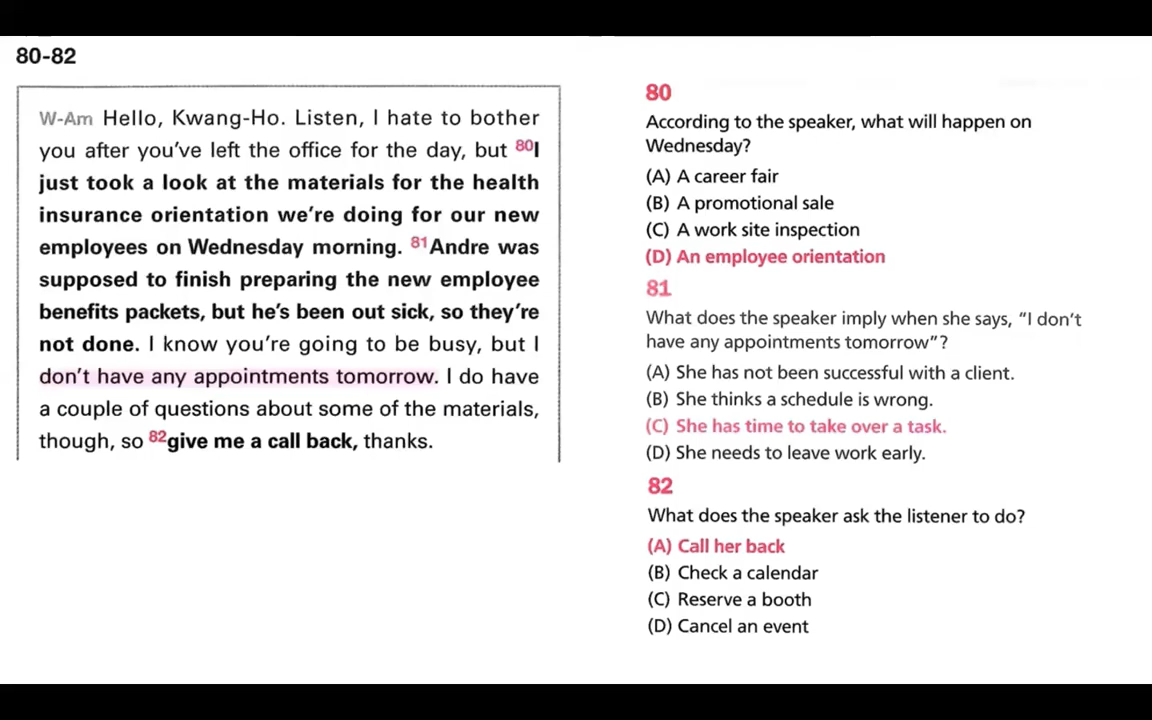 80-82
W-Am Hello, Kwang-Ho. Listen, I hate to bother
you after you've left the office for the day, but 80I
just took a look at the materials for the health
insurance orientation we're doing for our new
employees on Wednesday morning. 81Andre was
supposed to finish preparing the new employee
benefits packets, but he's been out sick, so they're
not done. I know you're going to be busy, but I
don't have any appointments tomorrow. I do have
a couple of questions about some of the materials,
though, so 82give me a call back, thanks.
80
According to the speaker, what will happen on
Wednesday?
(A) A career fair
(B) A promotional sale
(C) A work site inspection
(D) An employee orientation
81
What does the speaker imply when she says, "I don't
have any appointments tomorrow"?
(A) She has not been successful with a client.
(B) She thinks a schedule is wrong.
(C) She has time to take over a task.
(D) She needs to leave work early.
82
What does the speaker ask the listener to do?
(A) Call her back
(B) Check a calendar
(C) Reserve a booth
(D) Cancel an event